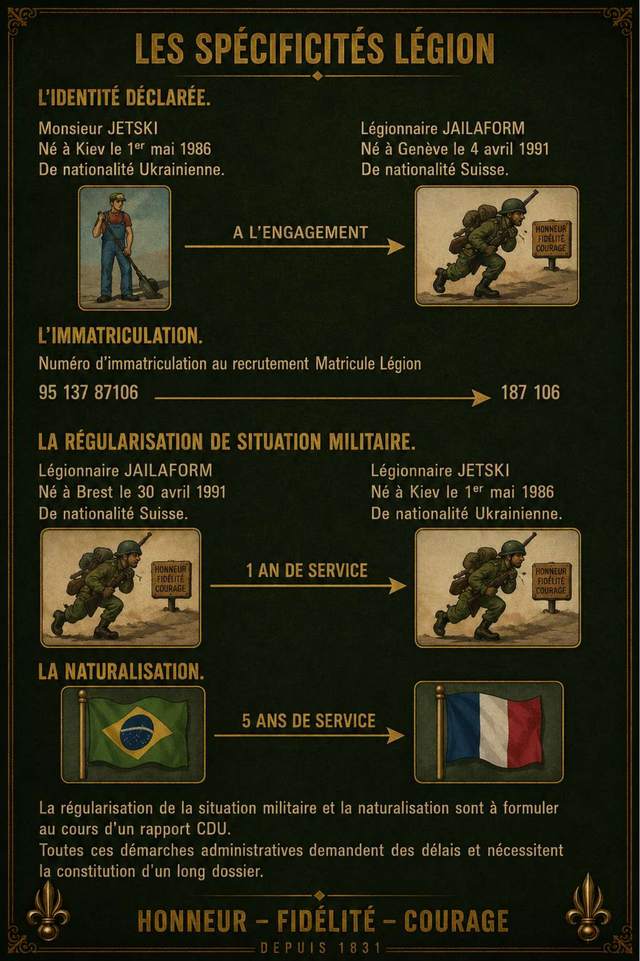 LES SPÉCIFICITÉS LÉGION
L'IDENTITÉ DÉCLARÉE.
Monsieur JETSKI
Né à Kiev le 1er mai 1986
De nationalité Ukrainienne.
Légionnaire JAILAFORM
Né à Genève le 4 avril 1991
De nationalité Suisse.
A L'ENGAGEMENT
HONNEUR
FIDÉLITÉ
COURAGE
L'IMMATRICULATION.
Numéro d'immatriculation au recrutement Matricule Légion
95 137 87106
187 106
LA RÉGULARISATION DE SITUATION MILITAIRE.
Légionnaire JAILAFORM
Né à Brest le 30 avril 1991
De nationalité Suisse.
Légionnaire JETSKI
Né à Kiev le 1er mai 1986
De nationalité Ukrainienne.
HONNEUR
FIDÉLITÉ
COURAGE
1 AN DE SERVICE
HONNEUR
FIDÉLITÉ
COURAGE
LA NATURALISATION.
5 ANS DE SERVICE
La régularisation de la situation militaire et la naturalisation sont à formuler
au cours d'un rapport CDU.
Toutes ces démarches administratives demandent des délais et nécessitent
la constitution d'un long dossier.
HONNEUR – FIDÉLITÉ – COURAGE
DEPUIS 1831